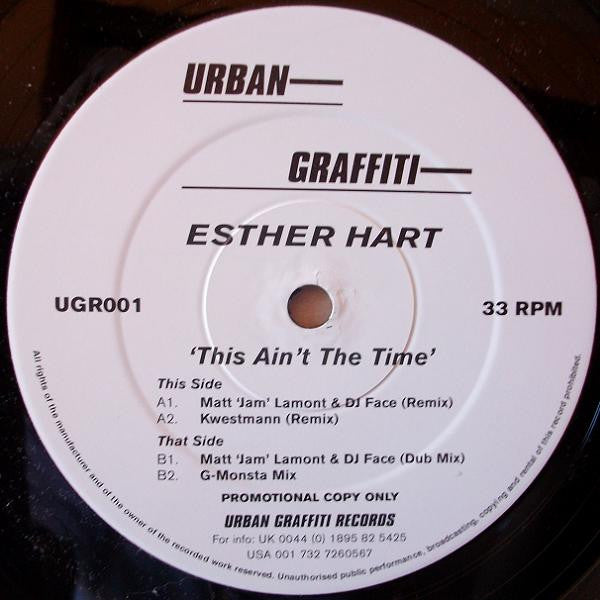 URBAN—
GRAFFITI—
ESTHER HART
UGR001
33 RPM
‘This Ain't The Time’
This Side
A1. Matt ‘Jam’ Lamont & DJ Face (Remix)
A2. Kwestmann (Remix)
That Side
B1. Matt ‘Jam’ Lamont & DJ Face (Dub Mix)
B2. G-Monsta Mix
PROMOTIONAL COPY ONLY
URBAN GRAFFITI RECORDS
For info: UK 0044 (0) 1895 82 5425
USA 001 732 7260567
All rights of the manufacturer and of the owner of the recorded work reserved. Unauthorised public performance, broadcasting, copying and rental of this record prohibited.